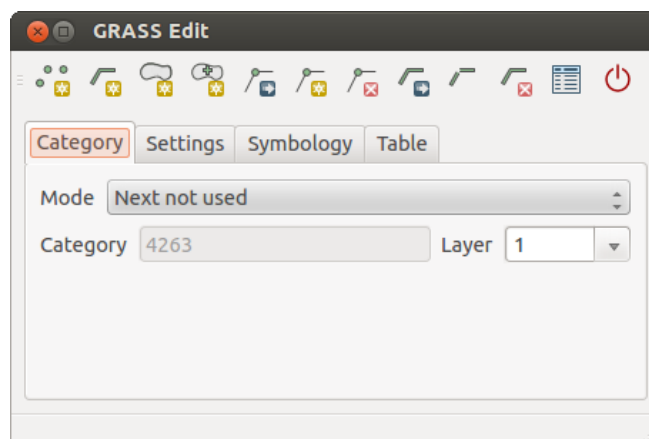 GRASS Edit
Category Settings Symbology Table
Mode Next not used
Category 4263 Layer 1